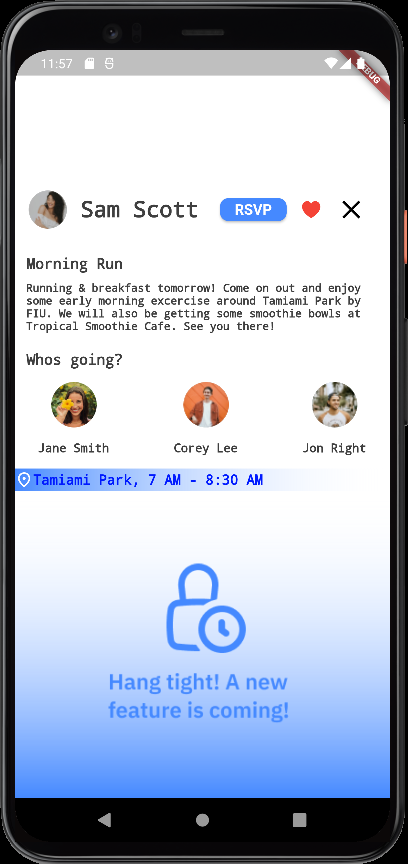 11:57
DEBUG
Sam Scott RSVP
Morning Run
Running & breakfast tomorrow! Come on out and enjoy
some early morning excercise around Tamiami Park by
FIU. We will also be getting some smoothie bowls at
Tropical Smoothie Cafe. See you there!
Whos going?
Jane Smith Corey Lee Jon Right
Tamiami Park, 7 AM - 8:30 AM
Hang tight! A new
feature is coming!